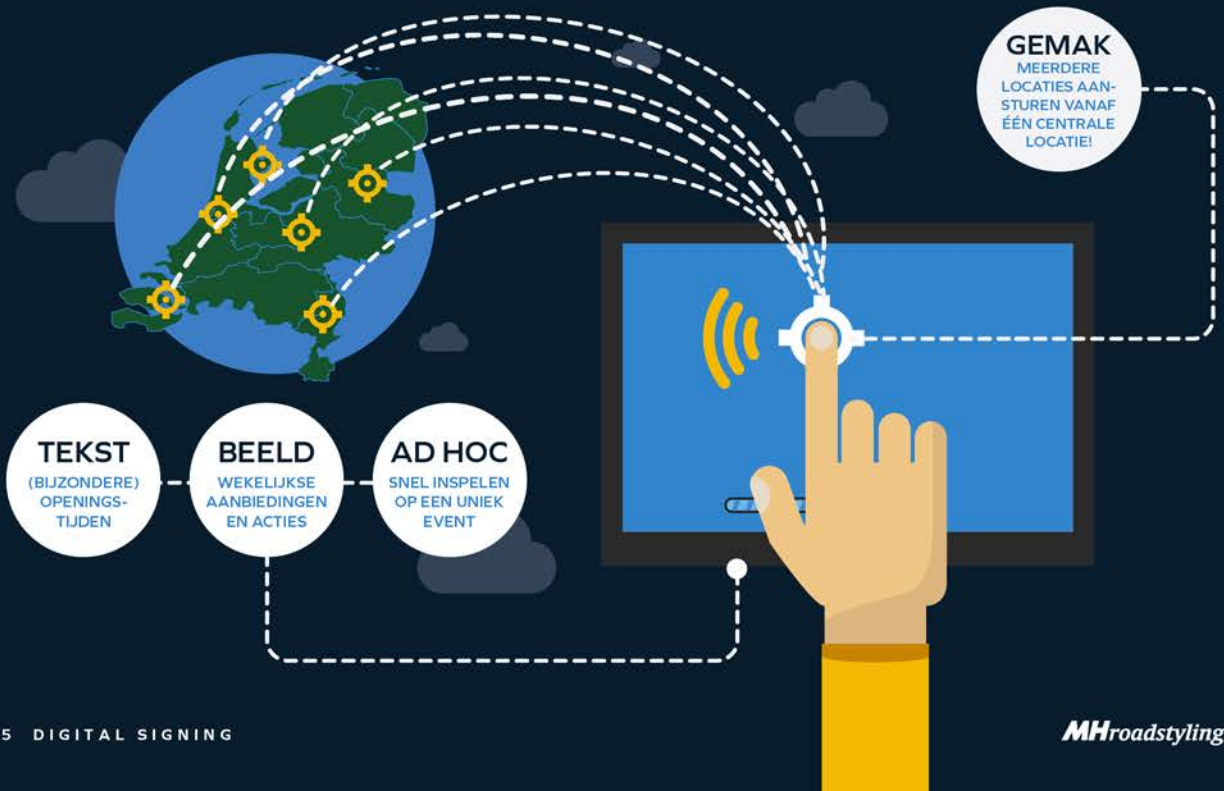 GEMAK
MEERDERE
LOCATIES AAN-
STUREN VANAF
ÉÉN CENTRALE
LOCATIE!
TEKST
(BIJZONDERE)
OPENINGS-
TIJDEN
BEELD
WEKELIJKSE
AANBIEDINGEN
EN ACTIES
AD HOC
SNEL INSPELEN
OP EEN UNIEK
EVENT
5 DIGITAL SIGNING
MHroadstyling